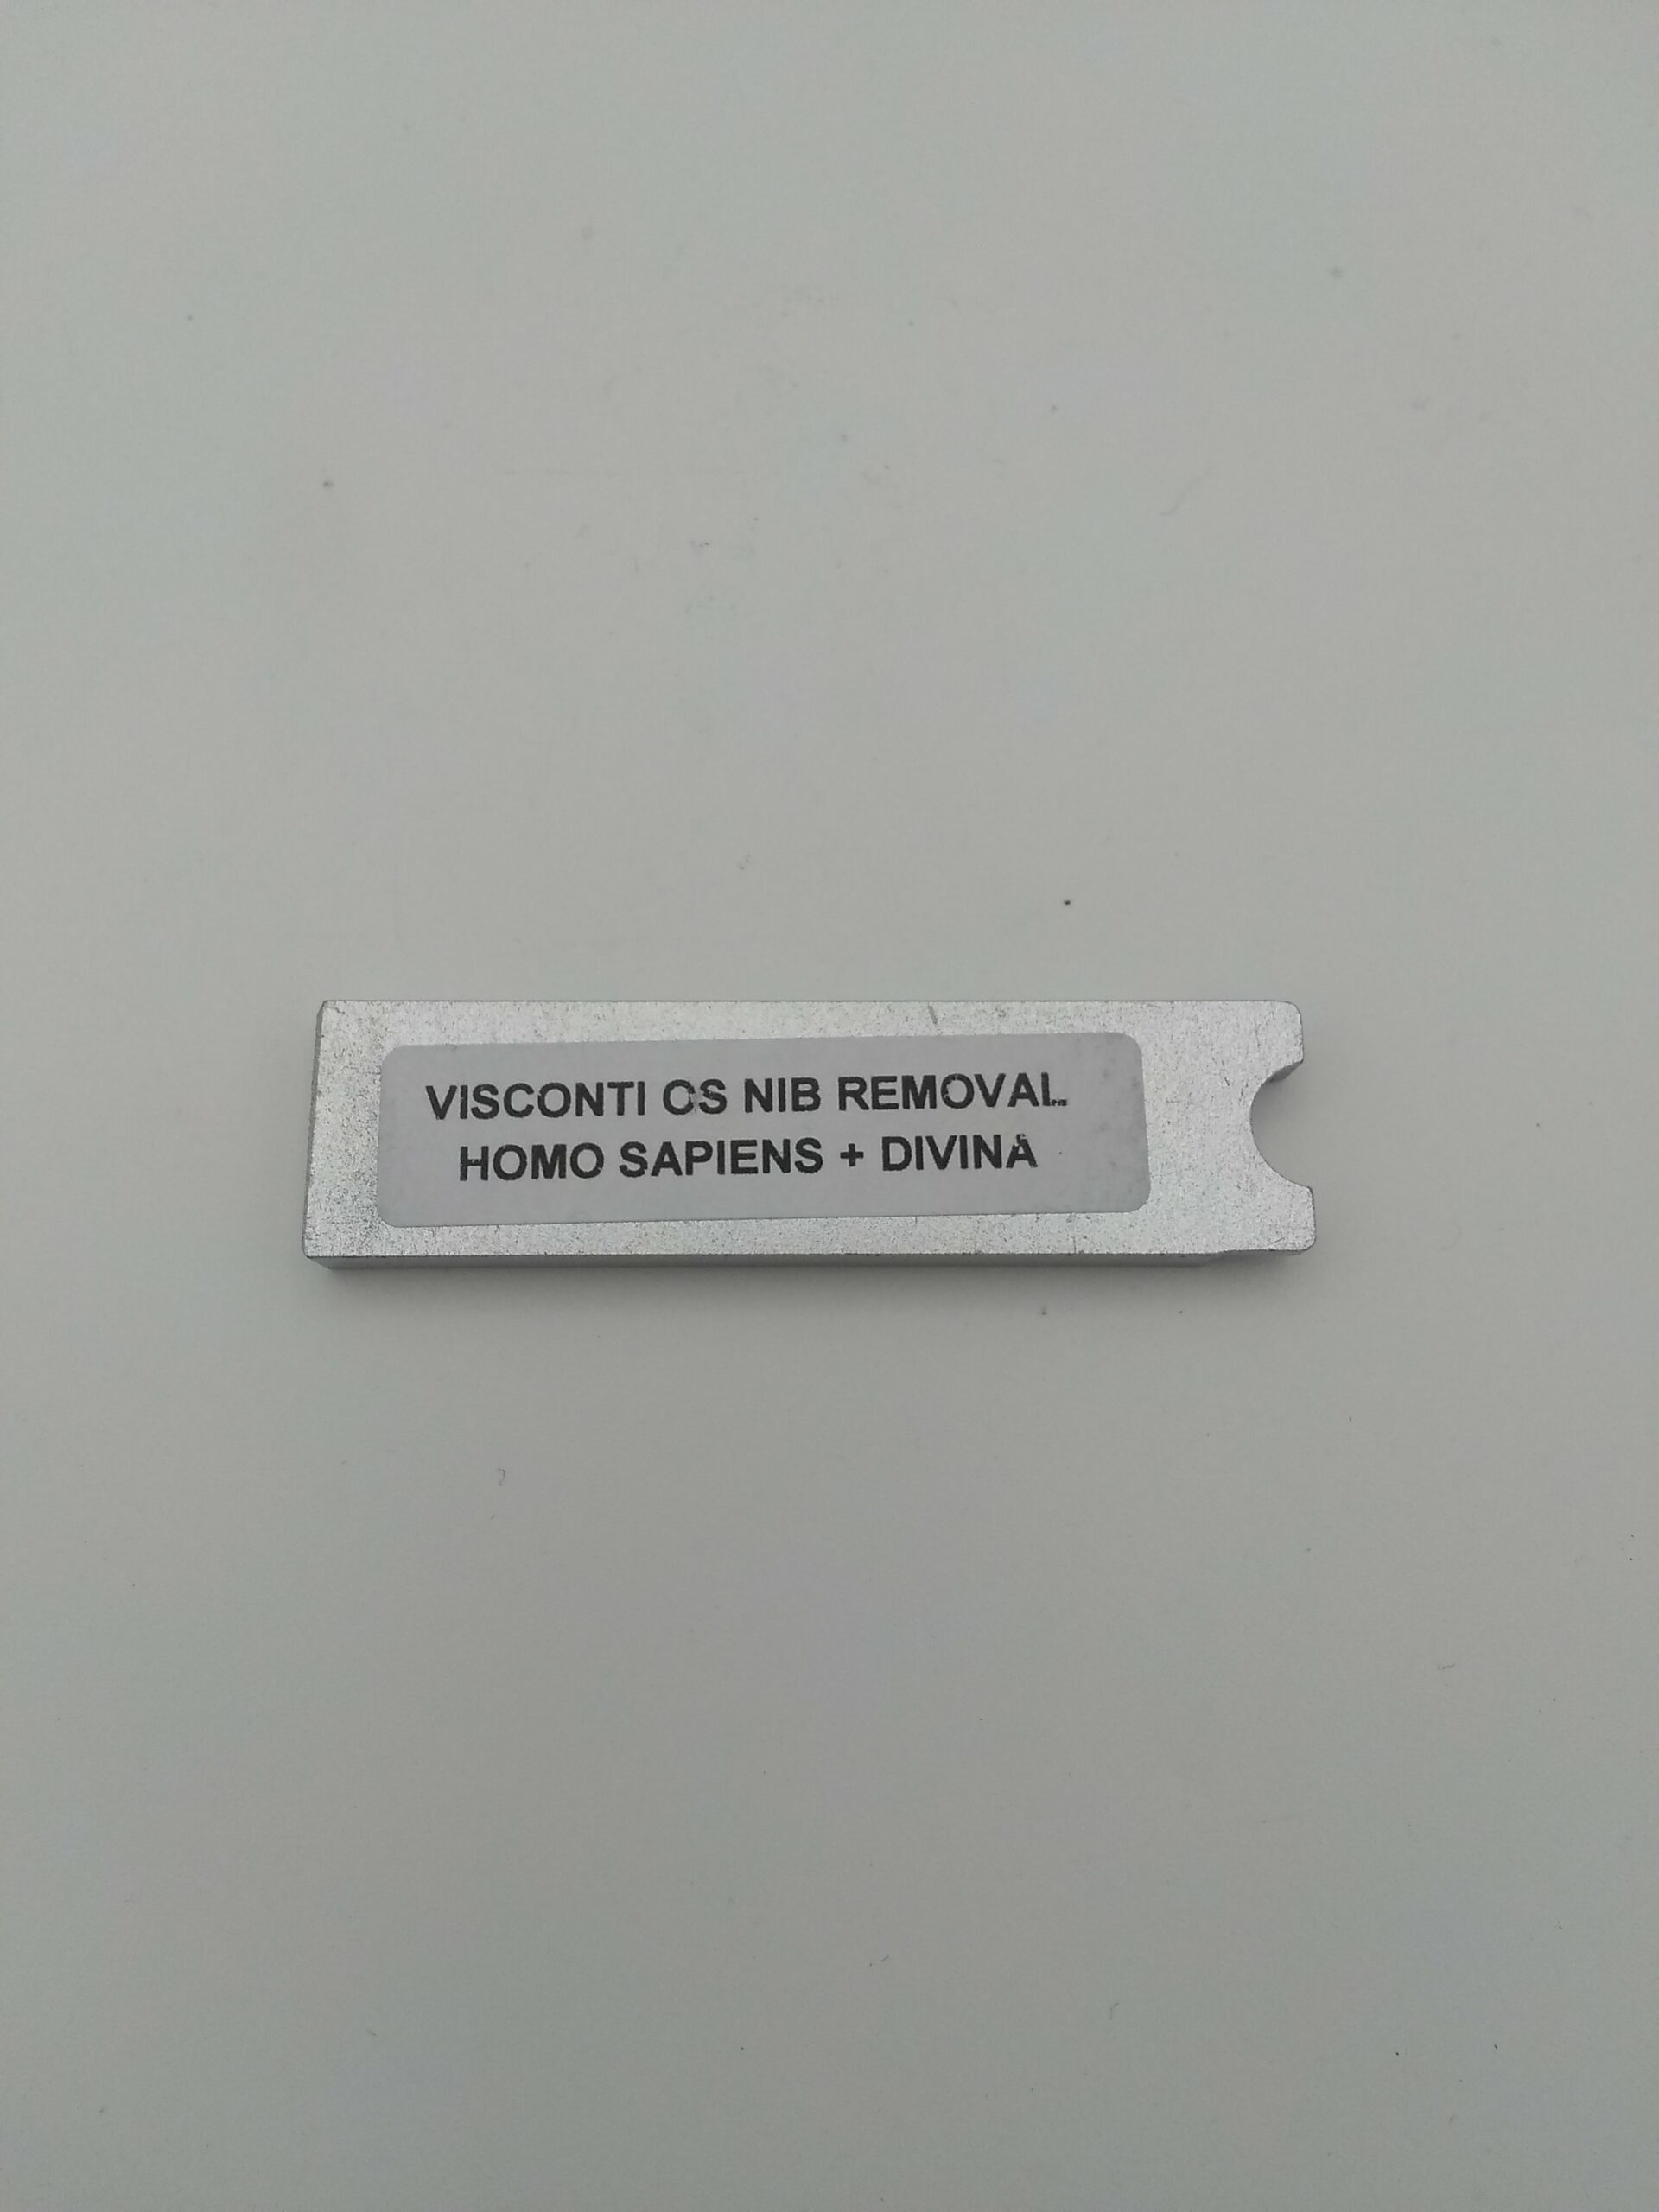 VISCONTI OS NIB REMOVAL
HOMO SAPIENS + DIVINA